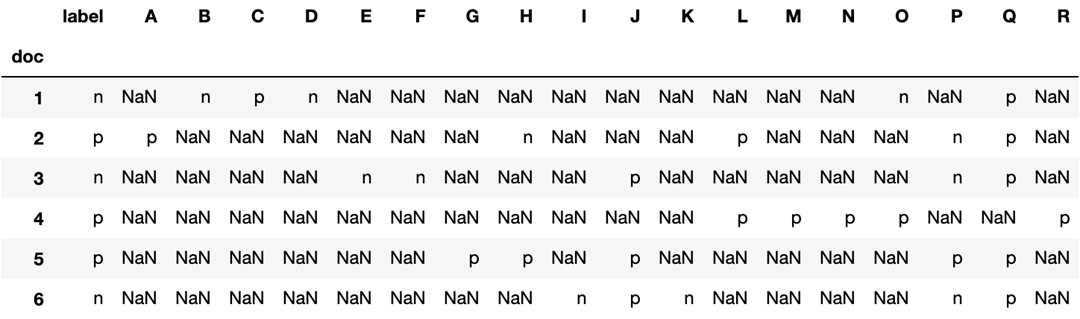 label A B C D E F G H I J K L M N O P Q R
doc
1 n NaN n p n NaN NaN NaN NaN NaN NaN NaN NaN NaN NaN n NaN p NaN
2 p p NaN NaN NaN NaN NaN NaN n NaN NaN NaN p NaN NaN NaN n p NaN
3 n NaN NaN NaN NaN n n NaN NaN NaN p NaN NaN NaN NaN NaN n p NaN
4 p NaN NaN NaN NaN NaN NaN NaN NaN NaN NaN NaN p p p p NaN NaN p
5 p NaN NaN NaN NaN NaN NaN p p NaN p NaN NaN NaN NaN NaN p p NaN
6 n NaN NaN NaN NaN NaN NaN NaN NaN n p n NaN NaN NaN NaN n p NaN